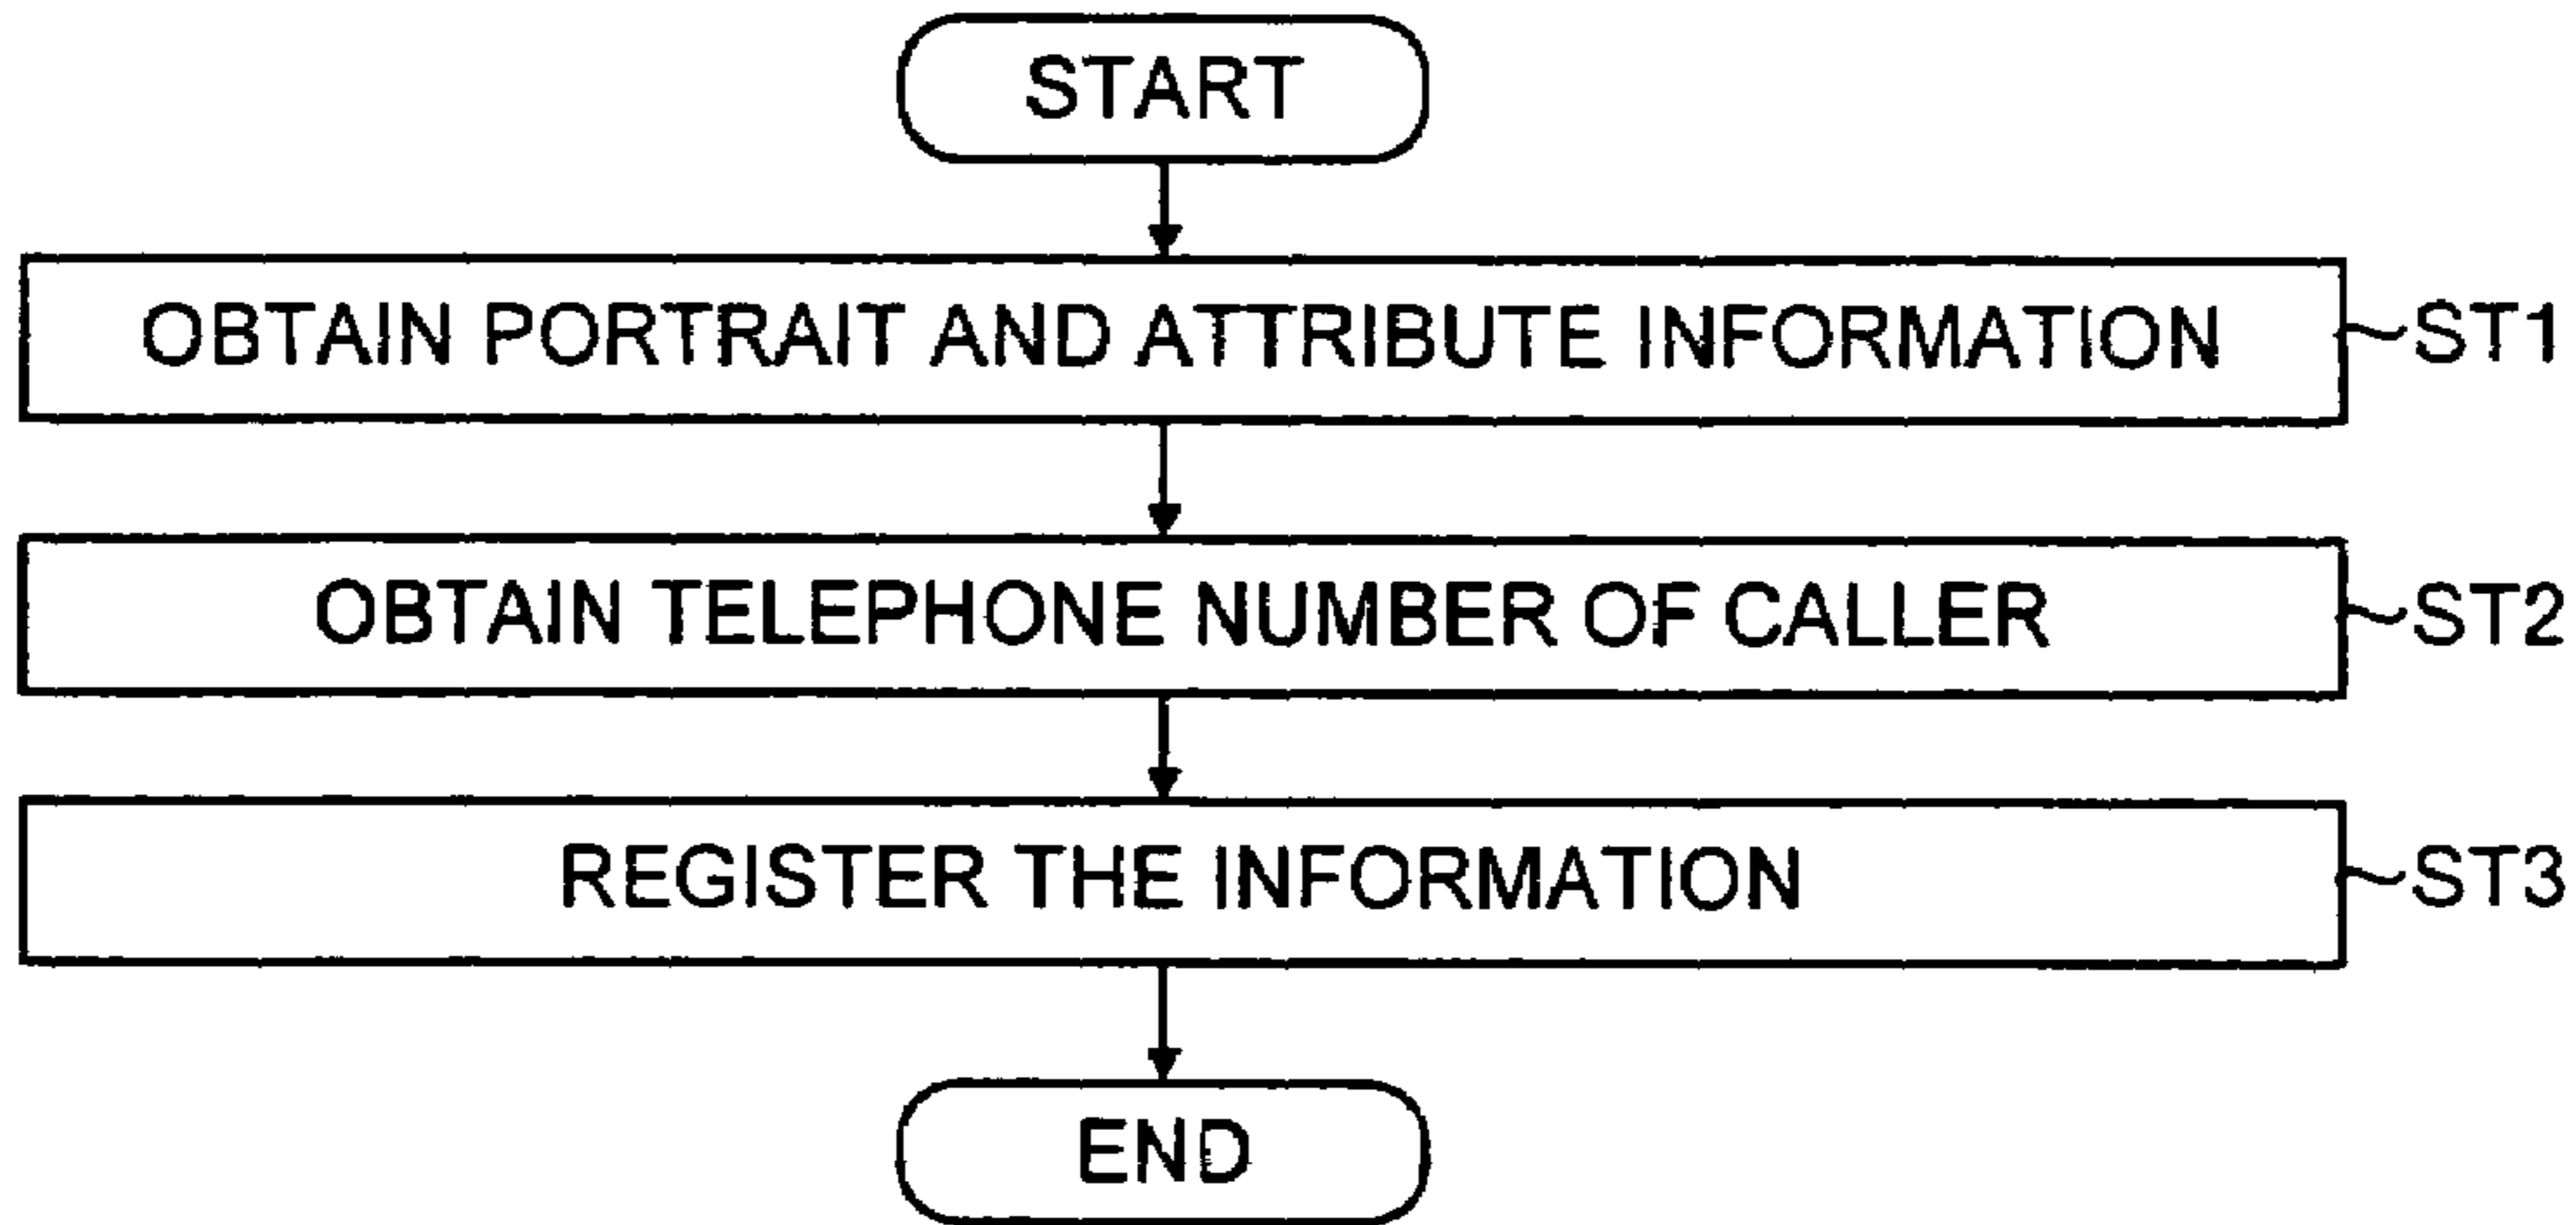 START
OBTAIN PORTRAIT AND ATTRIBUTE INFORMATION ST1
OBTAIN TELEPHONE NUMBER OF CALLER ST2
REGISTER THE INFORMATION ST3
END